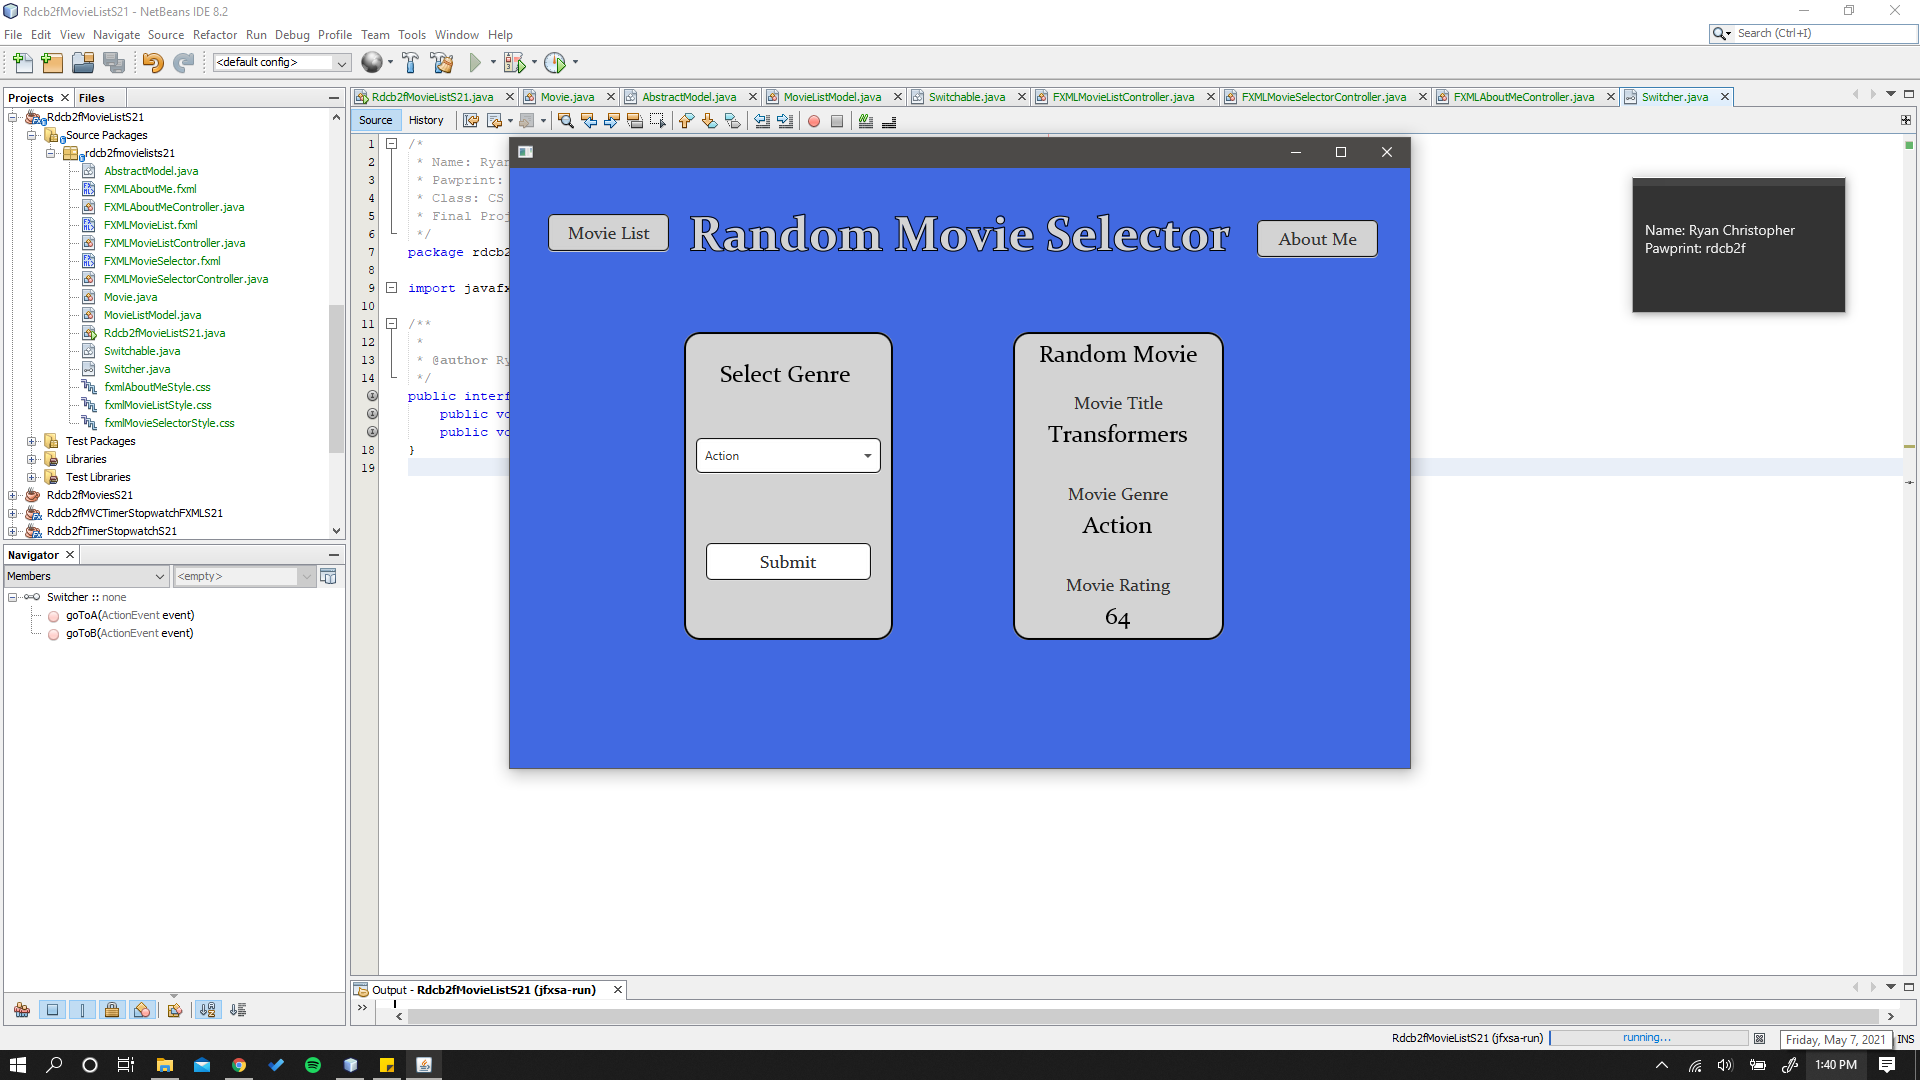 Rdcb2fMovieListS21 - NetBeans IDE 8.2
File Edit View Navigate Source Refactor Run Debug Profile Team Tools Window Help
Search (Ctrl+I)
<default config>
Projects Files
Rdcb2fMovieListS21.java Movie.java AbstractModel.java MovieListModel.java Switchable.java FXMLMovieListController.java FXMLMovieSelectorController.java FXMLAboutMeController.java Switcher.java
Source History
Rdcb2fMovieListS21
Source Packages
rdcb2fmovielists21
AbstractModel.java
FXMLAboutMe.fxml
FXMLAboutMeController.java
FXMLMovieList.fxml
FXMLMovieListController.java
FXMLMovieSelector.fxml
FXMLMovieSelectorController.java
Movie.java
MovieListModel.java
Rdcb2fMovieListS21.java
Switchable.java
Switcher.java
fxmlAboutMeStyle.css
fxmlMovieListStyle.css
fxmlMovieSelectorStyle.css
Test Packages
Libraries
Test Libraries
Rdcb2fMoviesS21
Rdcb2fMVCTimerStopwatchFXMLS21
Rdcb2fTimerStopwatchS21
Navigator
Members <empty>
Switcher :: none
goToA(ActionEvent event)
goToB(ActionEvent event)
1 /*
2 * Name: Ryan
3 * Pawprint:
4 * Class: CS
5 * Final Proj
6 */
7 package rdcb2
8
9 import javafx
10
11 /**
12 *
13 * @author Ry
14 */
public interf
public vo
public vo
18 }
19
Movie List
Random Movie Selector
About Me
Select Genre
Action
Submit
Random Movie
Movie Title
Transformers
Movie Genre
Action
Movie Rating
64
Name: Ryan Christopher
Pawprint: rdcb2f
Output - Rdcb2fMovieListS21 (jfxsa-run)
Rdcb2fMovieListS21 (jfxsa-run) running... Friday, May 7, 2021 INS
1:40 PM